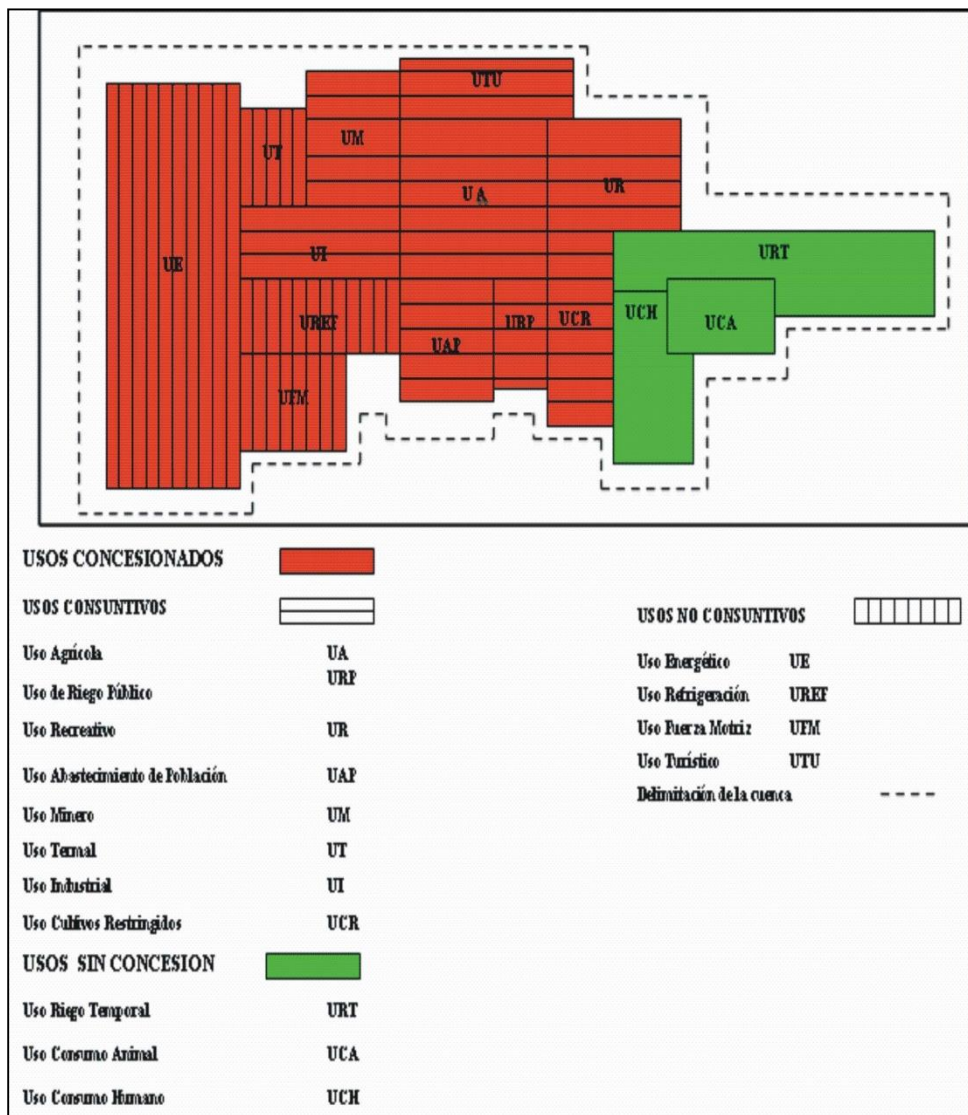 UTU
UM
UT
UA
UR
UE
UI
URT
UREF
UAP
URP
UCR
UCH
UCA
UFM
USOS CONCESIONADOS
USOS CONSUNTIVOS
Uso Agrícola UA
Uso de Riego Público URP
Uso Recreativo UR
Uso Abastecimiento de Población UAP
Uso Minero UM
Uso Termal UT
Uso Industrial UI
Uso Cultivos Restringidos UCR
USOS SIN CONCESION
Uso Riego Temporal URT
Uso Consumo Animal UCA
Uso Consumo Humano UCH
USOS NO CONSUNTIVOS
Uso Energético UE
Uso Refrigeración UREF
Uso Fuerza Motriz UFM
Uso Turístico UTU
Delimitación de la cuenca